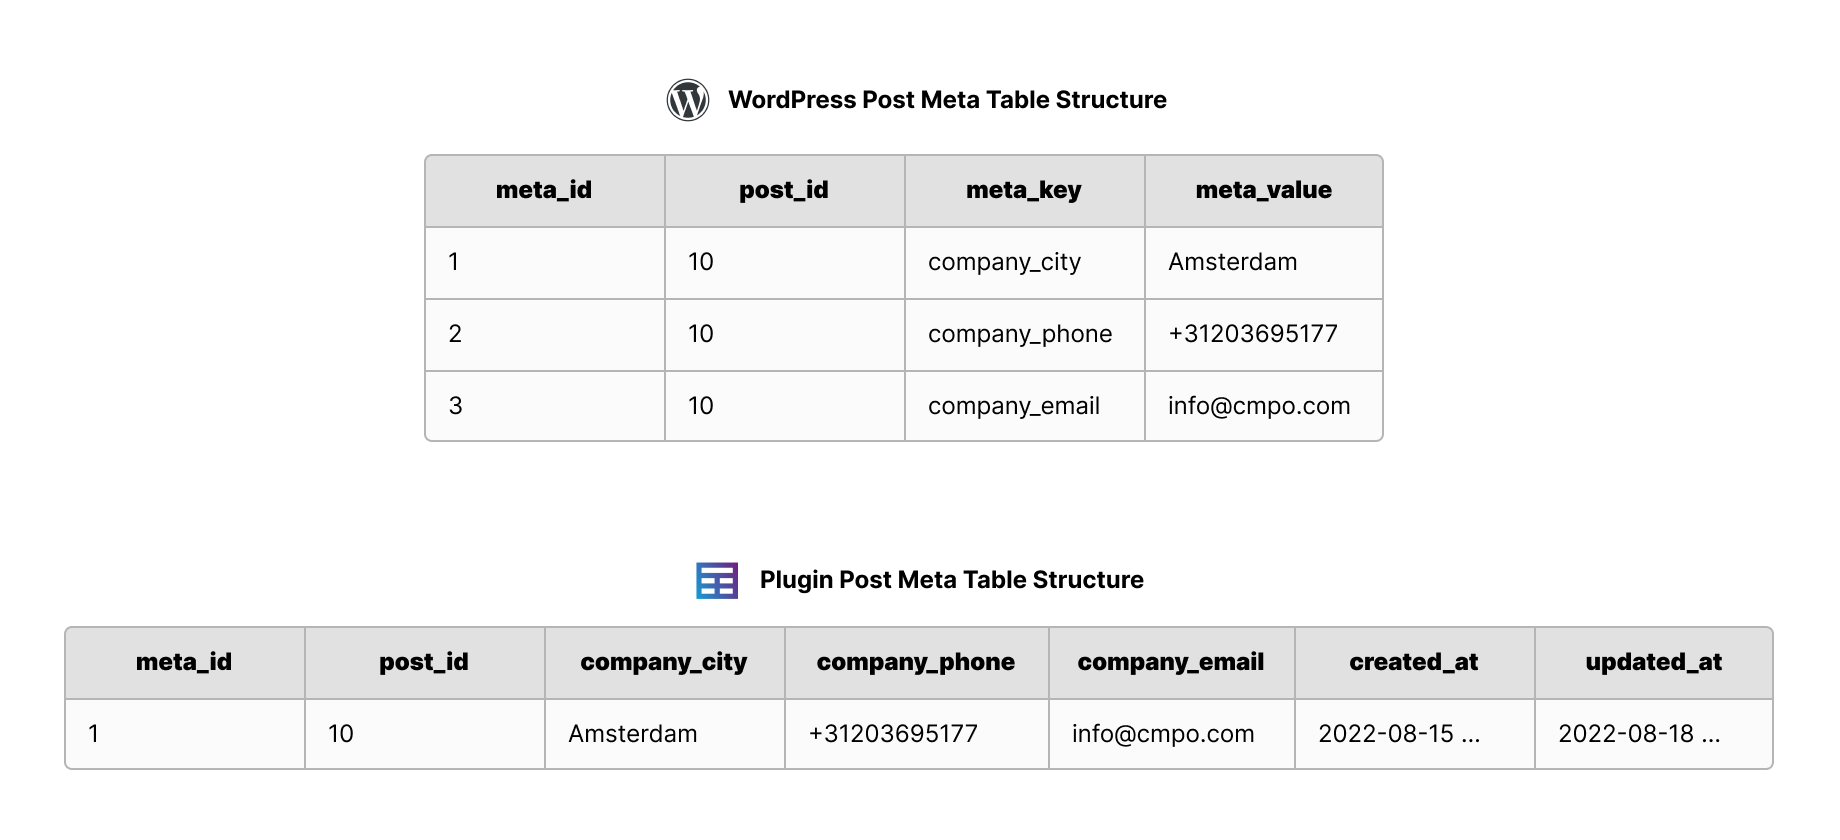 WordPress Post Meta Table Structure
meta_id post_id meta_key meta_value
1 10 company_city Amsterdam
2 10 company_phone +31203695177
3 10 company_email info@cmpo.com
Plugin Post Meta Table Structure
meta_id post_id company_city company_phone company_email created_at updated_at
1 10 Amsterdam +31203695177 info@cmpo.com 2022-08-15 ... 2022-08-18 ...